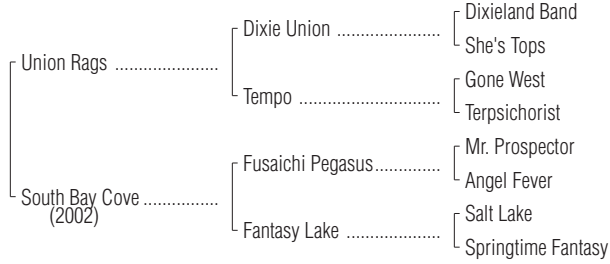 Dixieland Band
Dixie Union ....................
She's Tops
Union Rags ....................
Gone West
Tempo ...........................
Terpsichorist
Mr. Prospector
Fusaichi Pegasus.............
Angel Fever
South Bay Cove ..............
(2002)
Salt Lake
Fantasy Lake ..................
Springtime Fantasy